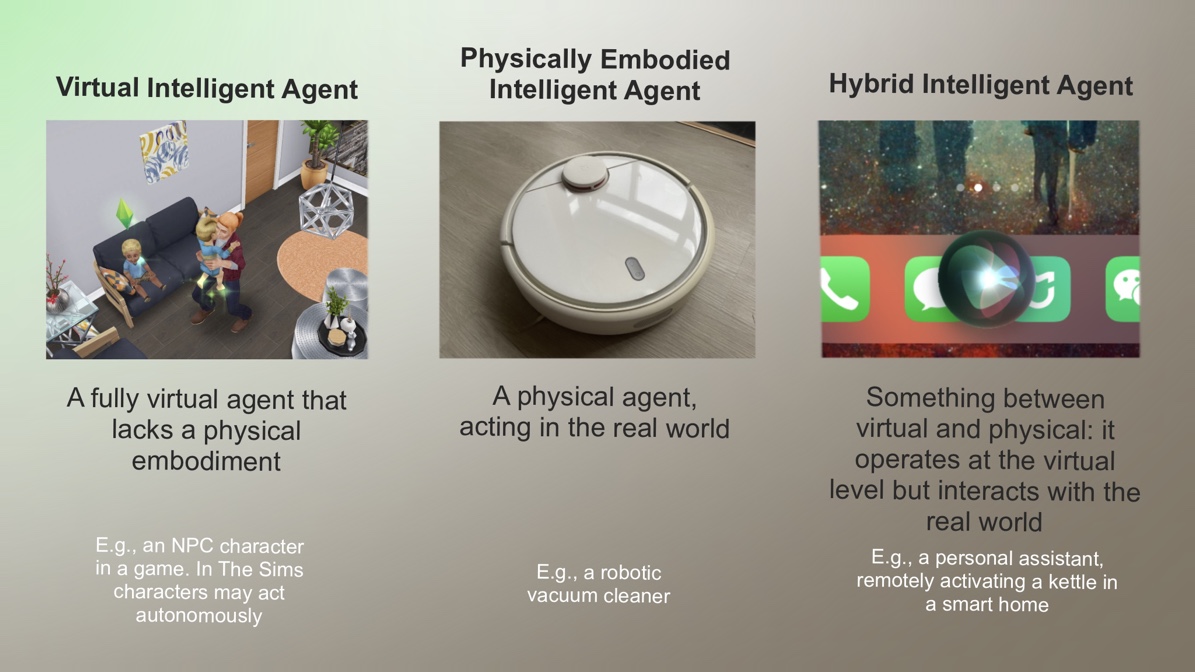 Virtual Intelligent Agent
A fully virtual agent that
lacks a physical
embodiment
E.g., an NPC character
in a game. In The Sims
characters may act
autonomously
Physically Embodied
Intelligent Agent
A physical agent,
acting in the real world
E.g., a robotic
vacuum cleaner
Hybrid Intelligent Agent
Something between
virtual and physical: it
operates at the virtual
level but interacts with the
real world
E.g., a personal assistant,
remotely activating a kettle in
a smart home